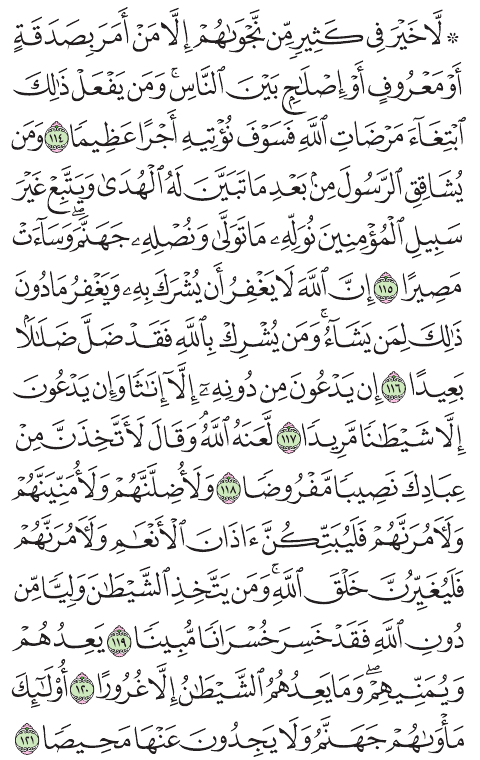 ۞ لَّا خَيْرَ فِى كَثِيرٍ مِّن نَّجْوَىٰهُمْ إِلَّا مَنْ أَمَرَ بِصَدَقَةٍ
أَوْ مَعْرُوفٍ أَوْ إِصْلَٰحٍۭ بَيْنَ ٱلنَّاسِ ۚ وَمَن يَفْعَلْ ذَٰلِكَ
ٱبْتِغَآءَ مَرْضَاتِ ٱللَّهِ فَسَوْفَ نُؤْتِيهِ أَجْرًا عَظِيمًا ١١٤ وَمَن
يُشَاقِقِ ٱلرَّسُولَ مِنۢ بَعْدِ مَا تَبَيَّنَ لَهُ ٱلْهُدَىٰ وَيَتَّبِعْ غَيْرَ
سَبِيلِ ٱلْمُؤْمِنِينَ نُوَلِّهِۦ مَا تَوَلَّىٰ وَنُصْلِهِۦ جَهَنَّمَ ۖ وَسَآءَتْ
مَصِيرًا ١١٥ إِنَّ ٱللَّهَ لَا يَغْفِرُ أَن يُشْرَكَ بِهِۦ وَيَغْفِرُ مَا دُونَ
ذَٰلِكَ لِمَن يَشَآءُ ۚ وَمَن يُشْرِكْ بِٱللَّهِ فَقَدْ ضَلَّ ضَلَٰلًۢا
بَعِيدًا ١١٦ إِن يَدْعُونَ مِن دُونِهِۦٓ إِلَّآ إِنَٰثًا وَإِن يَدْعُونَ
إِلَّا شَيْطَٰنًا مَّرِيدًا ١١٧ لَّعَنَهُ ٱللَّهُ ۘ وَقَالَ لَأَتَّخِذَنَّ مِنْ
عِبَادِكَ نَصِيبًا مَّفْرُوضًا ١١٨ وَلَأُضِلَّنَّهُمْ وَلَأُمَنِّيَنَّهُمْ
وَلَءَامُرَنَّهُمْ فَلَيُبَتِّكُنَّ ءَاذَانَ ٱلْأَنْعَٰمِ وَلَءَامُرَنَّهُمْ
فَلَيُغَيِّرُنَّ خَلْقَ ٱللَّهِ ۚ وَمَن يَتَّخِذِ ٱلشَّيْطَٰنَ وَلِيًّا مِّن
دُونِ ٱللَّهِ فَقَدْ خَسِرَ خُسْرَانًا مُّبِينًا ١١٩ يَعِدُهُمْ
وَيُمَنِّيهِمْ ۖ وَمَا يَعِدُهُمُ ٱلشَّيْطَٰنُ إِلَّا غُرُورًا ١٢٠ أُو۟لَٰٓئِكَ
مَأْوَىٰهُمْ جَهَنَّمُ وَلَا يَجِدُونَ عَنْهَا مَحِيصًا ١٢١